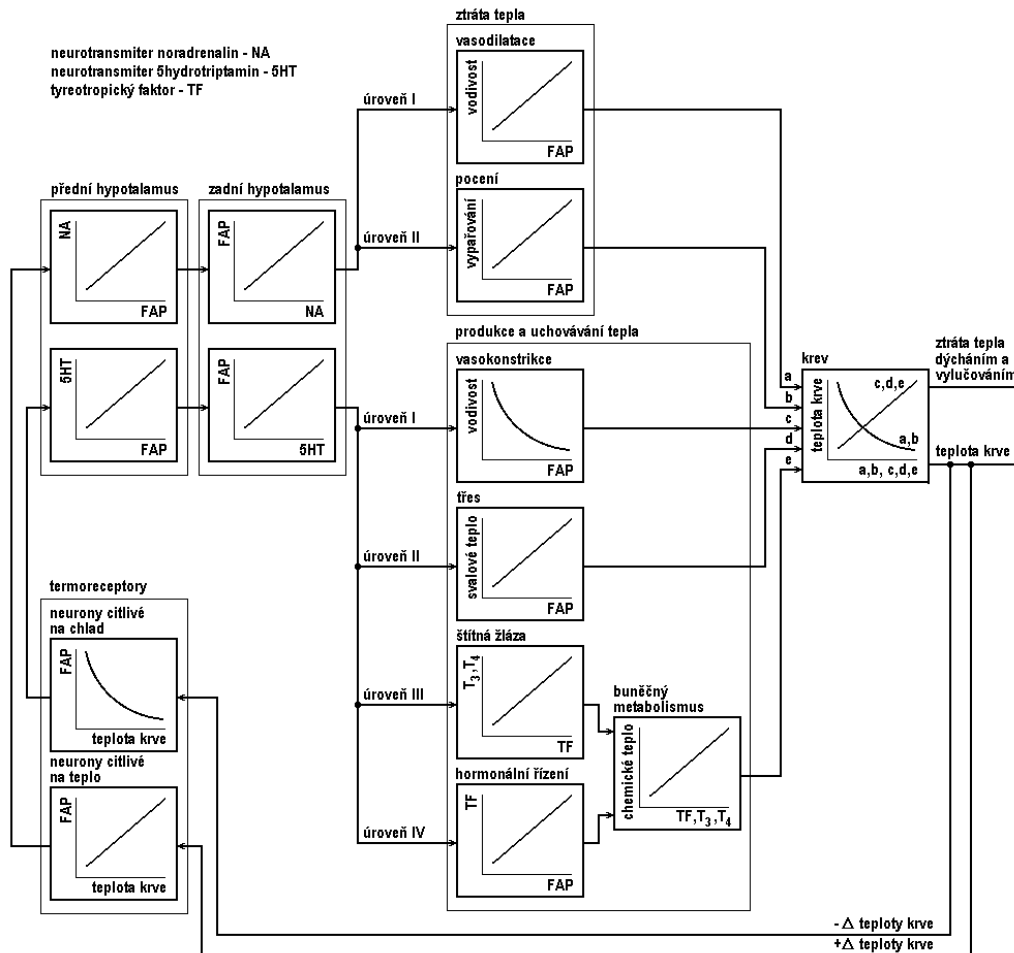 neurotransmiter noradrenalin - NA
neurotransmiter 5hydrotriptamin - 5HT
tyreotropický faktor - TF
ztráta tepla
vasodilatace
vodivost
FAP
úroveň I
pocení
vypařování
FAP
úroveň II
přední hypotalamus
NA
FAP
5HT
FAP
zadní hypotalamus
FAP
NA
FAP
5HT
produkce a uchovávání tepla
vasokonstrikce
vodivost
FAP
úroveň I
třes
svalové teplo
FAP
úroveň II
štítná žláza
T3,T4
TF
úroveň III
hormonální řízení
TF
FAP
úroveň IV
buněčný
metabolismus
chemické teplo
TF,T3,T4
krev
a
b
c
d
e
teplota krve
c,d,e
a,b
a,b, c,d,e
ztráta tepla
dýcháním a
vylučováním
teplota krve
termoreceptory
neurony citlivé
na chlad
FAP
teplota krve
neurony citlivé
na teplo
FAP
teplota krve
- Δ teploty krve
+Δ teploty krve